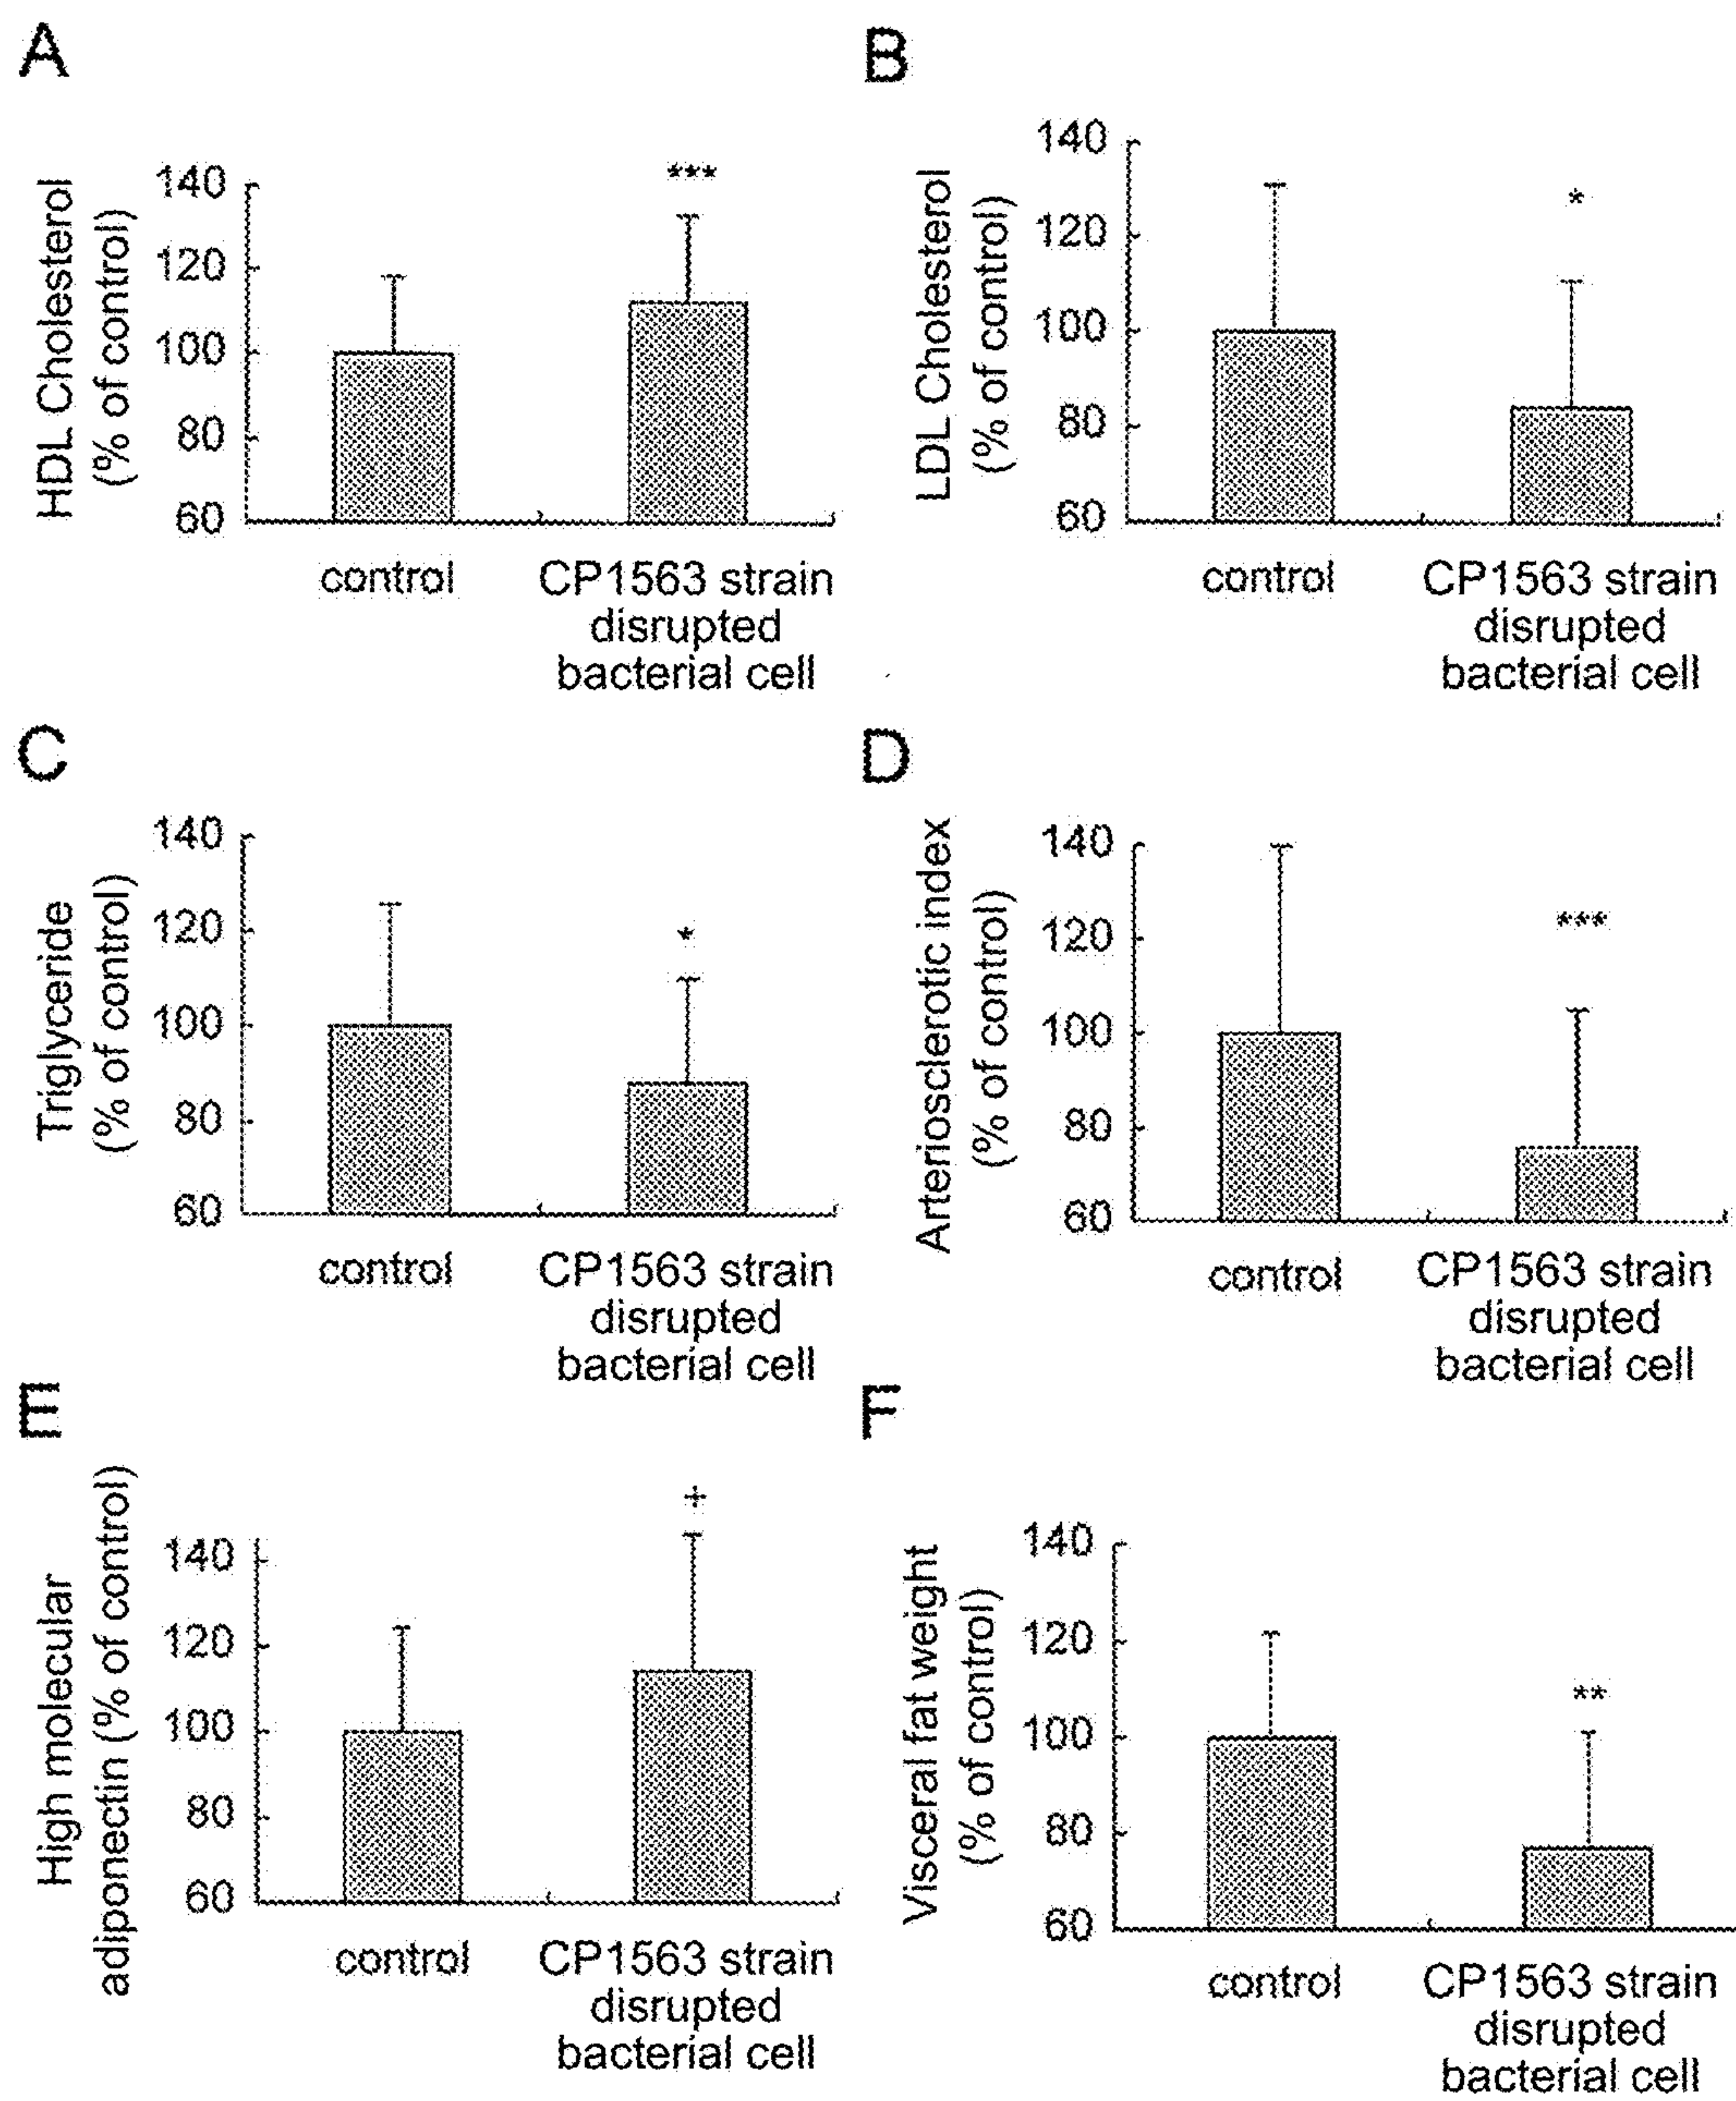 A
HDL Cholesterol
(% of control)
140
120
100
80
60
***
control
CP1563 strain
disrupted
bacterial cell
B
LDL Cholesterol
(% of control)
140
120
100
80
60
*
control
CP1563 strain
disrupted
bacterial cell
C
Triglyceride
(% of control)
140
120
100
80
60
*
control
CP1563 strain
disrupted
bacterial cell
D
Arteriosclerotic index
(% of control)
140
120
100
80
60
***
control
CP1563 strain
disrupted
bacterial cell
E
High molecular
adiponectin (% of control)
140
120
100
80
60
+
control
CP1563 strain
disrupted
bacterial cell
F
Visceral fat weight
(% of control)
140
120
100
80
60
**
control
CP1563 strain
disrupted
bacterial cell